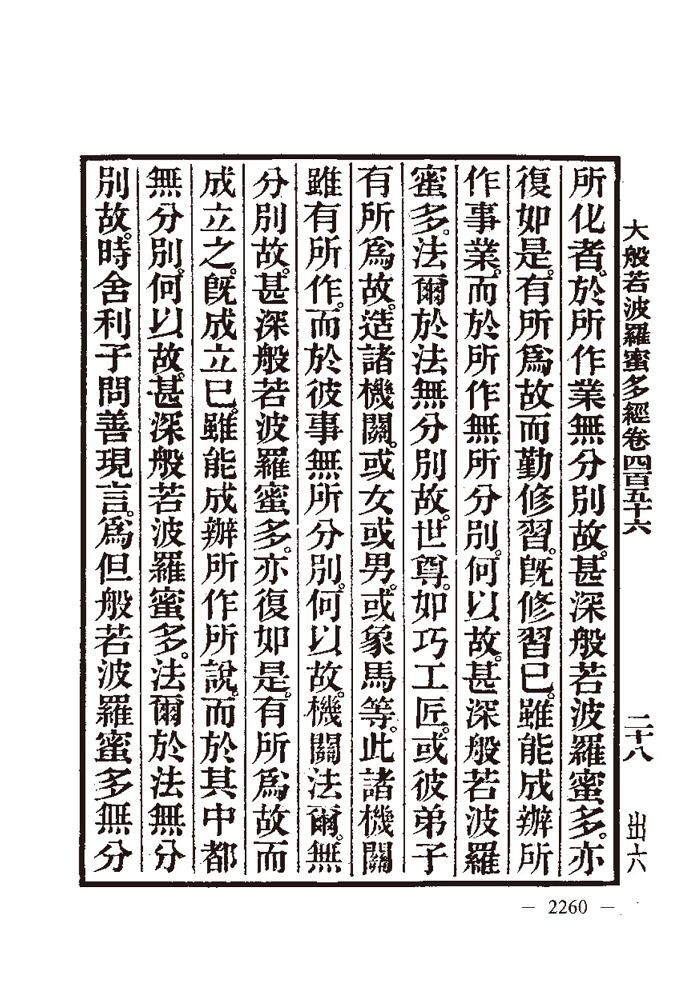 大般若波羅蜜多經卷四百五十六　二十八　出六
所化者。於所作業無分別故。甚深般若波羅蜜多。亦
復如是。有所爲故而勤修習。旣修習已。雖能成辦所
作事業。而於所作無所分別。何以故。甚深般若波羅
蜜多。法爾於法無分別故。世尊。如巧工匠。或彼弟子
有所爲故。造諸機關。或女或男。或象馬等。此諸機關
雖有所作。而於彼事無所分別。何以故。機關法爾。無
分別故。甚深般若波羅蜜多。亦復如是。有所爲故而
成立之。旣成立已。雖能成辦所作所說。而於其中都
無分別。何以故。甚深般若波羅蜜多。法爾於法無分
別故。時舍利子問善現言。爲但般若波羅蜜多無分
— 2260 —